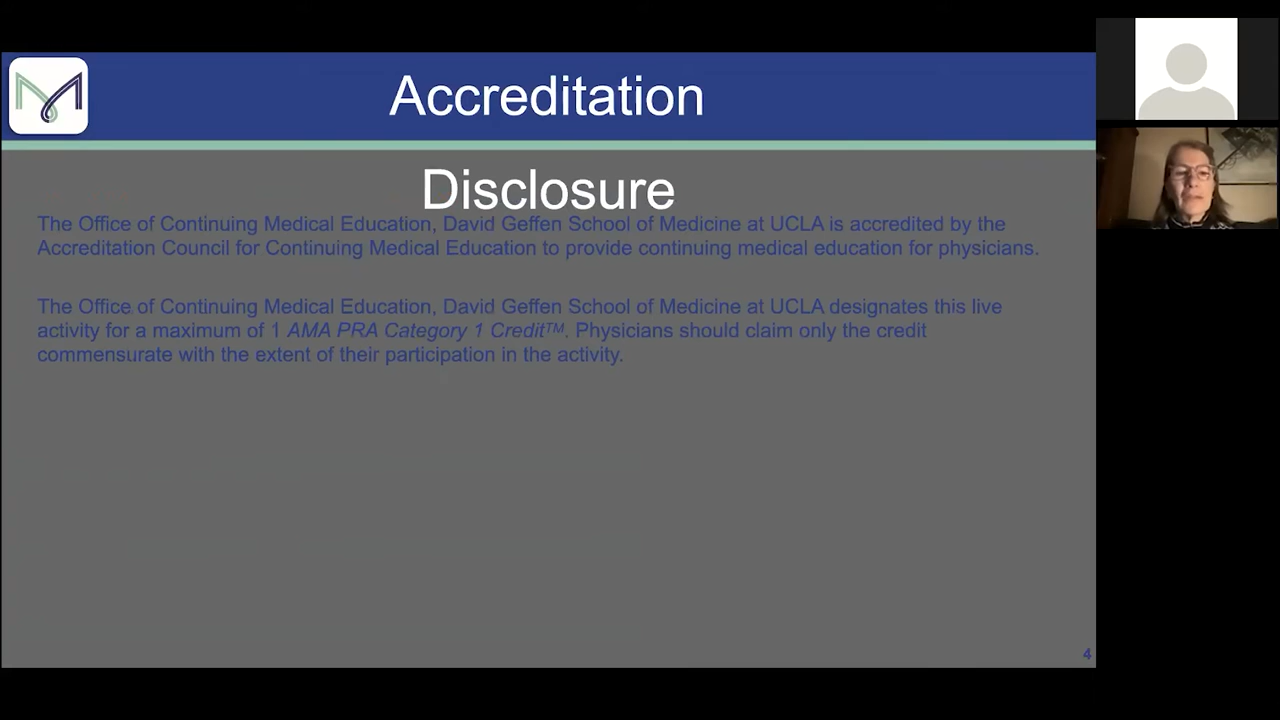 Accreditation
Disclosure
The Office of Continuing Medical Education, David Geffen School of Medicine at UCLA is accredited by the
Accreditation Council for Continuing Medical Education to provide continuing medical education for physicians.
The Office of Continuing Medical Education, David Geffen School of Medicine at UCLA designates this live
activity for a maximum of 1 AMA PRA Category 1 Credit™. Physicians should claim only the credit
commensurate with the extent of their participation in the activity.
4